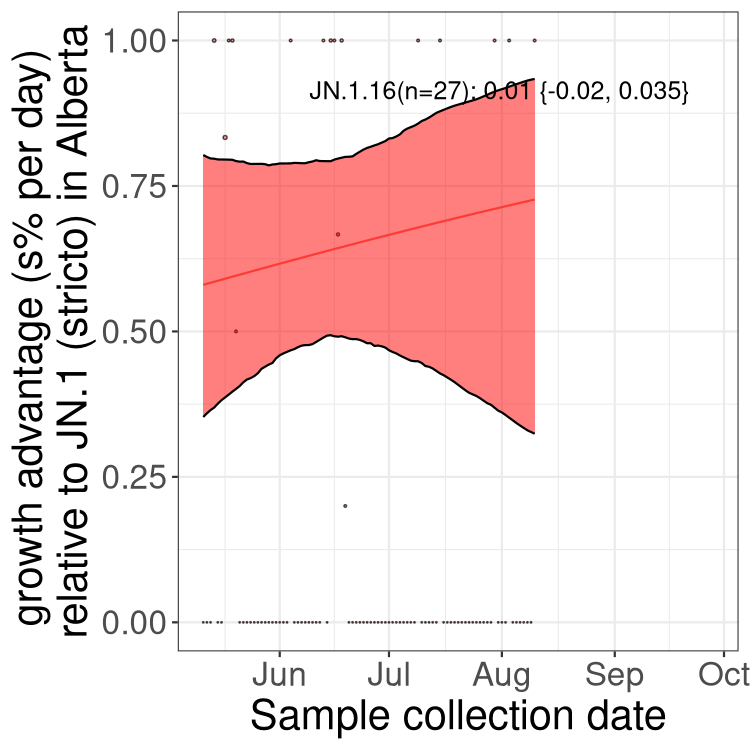 growth advantage (s% per day)
relative to JN.1 (stricto) in Alberta
1.00
0.75
0.50
0.25
0.00
JN.1.16(n=27): 0.01 {-0.02, 0.035}
Jun Jul Aug Sep Oct
Sample collection date